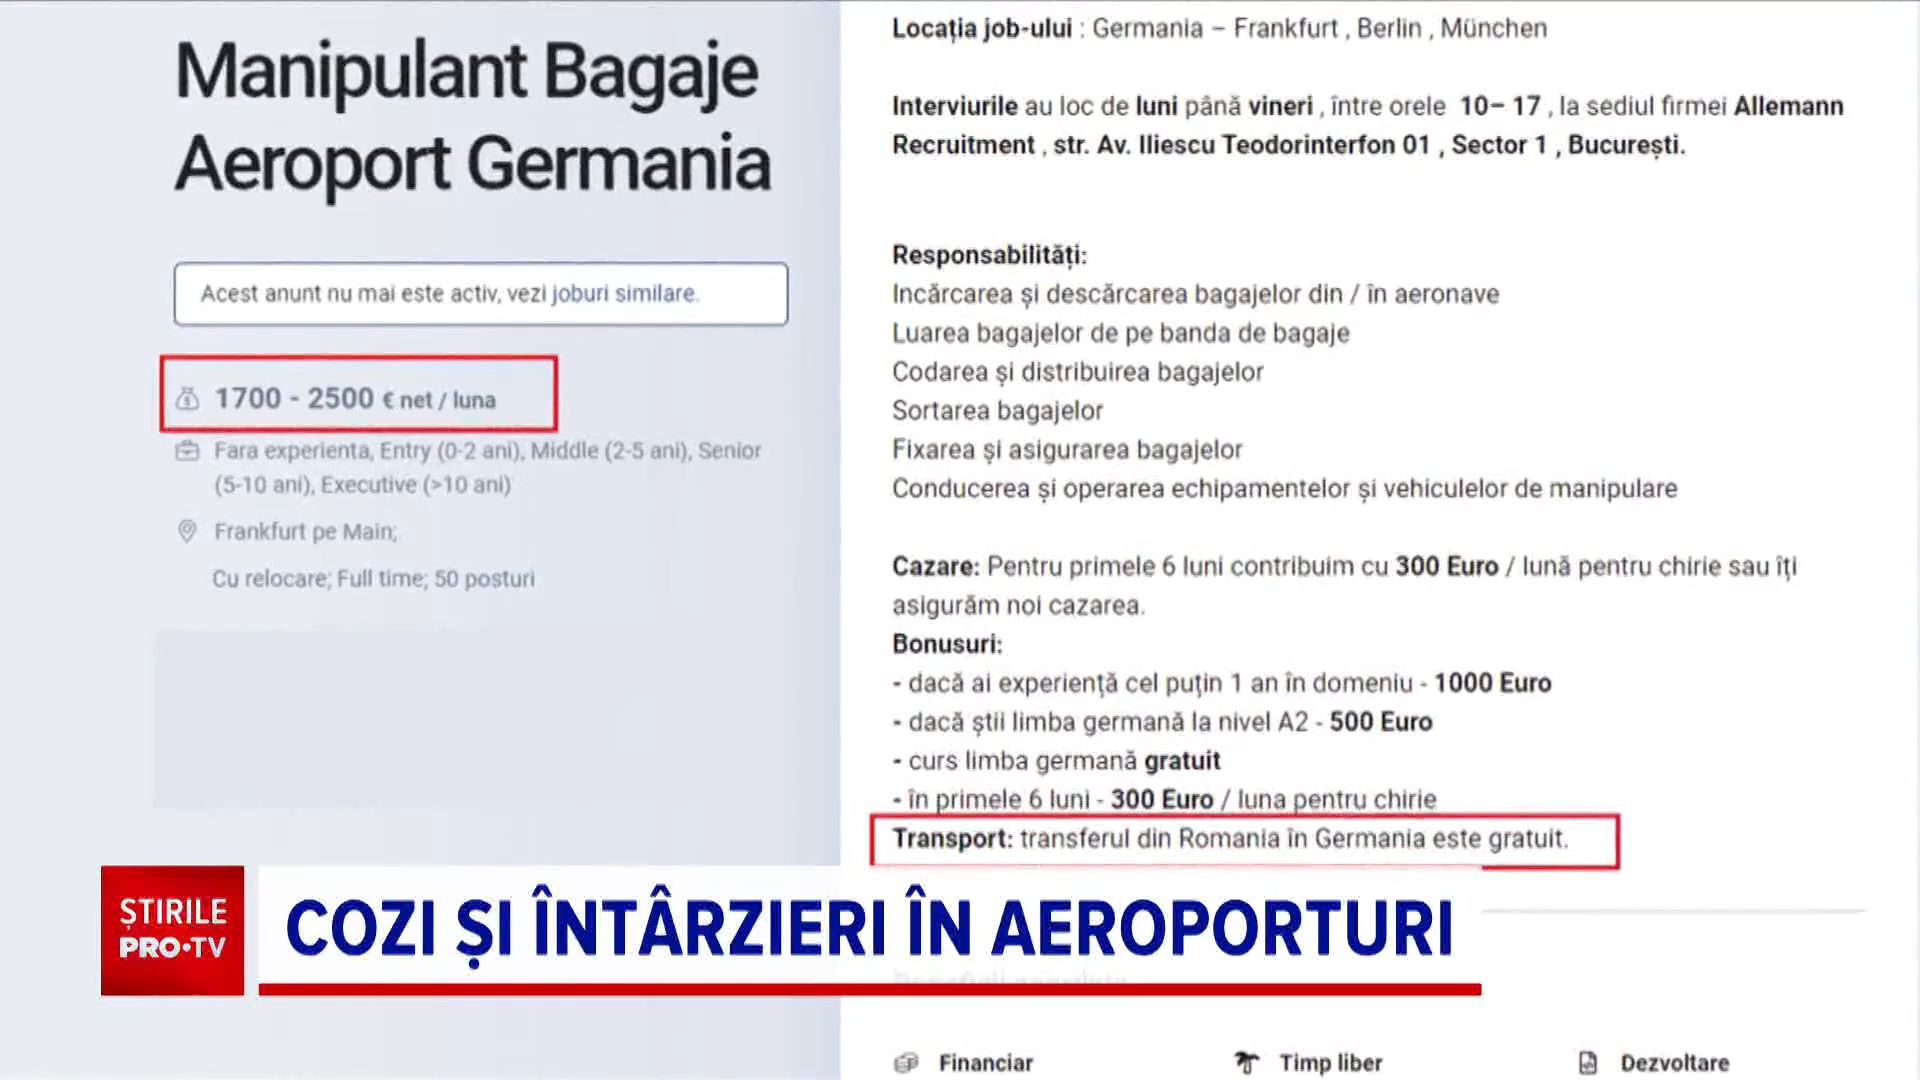 Manipulant Bagaje
Aeroport Germania
Acest anunt nu mai este activ, vezi joburi similare.
1700 - 2500 € net / luna
Fara experienta, Entry (0-2 ani), Middle (2-5 ani), Senior
(5-10 ani), Executive (>10 ani)
Frankfurt pe Main;
Cu relocare; Full time; 50 posturi
Locația job-ului : Germania – Frankfurt , Berlin , München
Interviurile au loc de luni până vineri , între orele 10– 17 , la sediul firmei Allemann
Recruitment , str. Av. Iliescu Teodorinterfon 01 , Sector 1 , București.
Responsabilități:
Incărcarea și descărcarea bagajelor din / în aeronave
Luarea bagajelor de pe banda de bagaje
Codarea și distribuirea bagajelor
Sortarea bagajelor
Fixarea și asigurarea bagajelor
Conducerea și operarea echipamentelor și vehiculelor de manipulare
Cazare: Pentru primele 6 luni contribuim cu 300 Euro / lună pentru chirie sau îți
asigurăm noi cazarea.
Bonusuri:
- dacă ai experiență cel puțin 1 an în domeniu - 1000 Euro
- dacă știi limba germană la nivel A2 - 500 Euro
- curs limba germană gratuit
- în primele 6 luni - 300 Euro / luna pentru chirie
Transport: transferul din Romania în Germania este gratuit.
ȘTIRILE
PRO•TV
COZI ȘI ÎNTÂRZIERI ÎN AEROPORTURI
Financiar
Timp liber
Dezvoltare